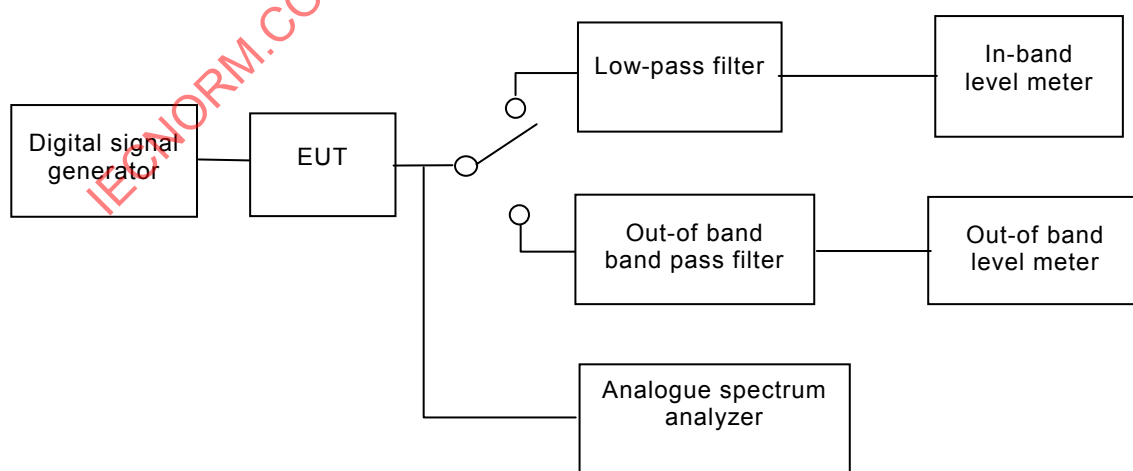 IECNORM.CO
Digital signal
generator
EUT
Low-pass filter
In-band
level meter
Out-of band
band pass filter
Out-of band
level meter
Analogue spectrum
analyzer